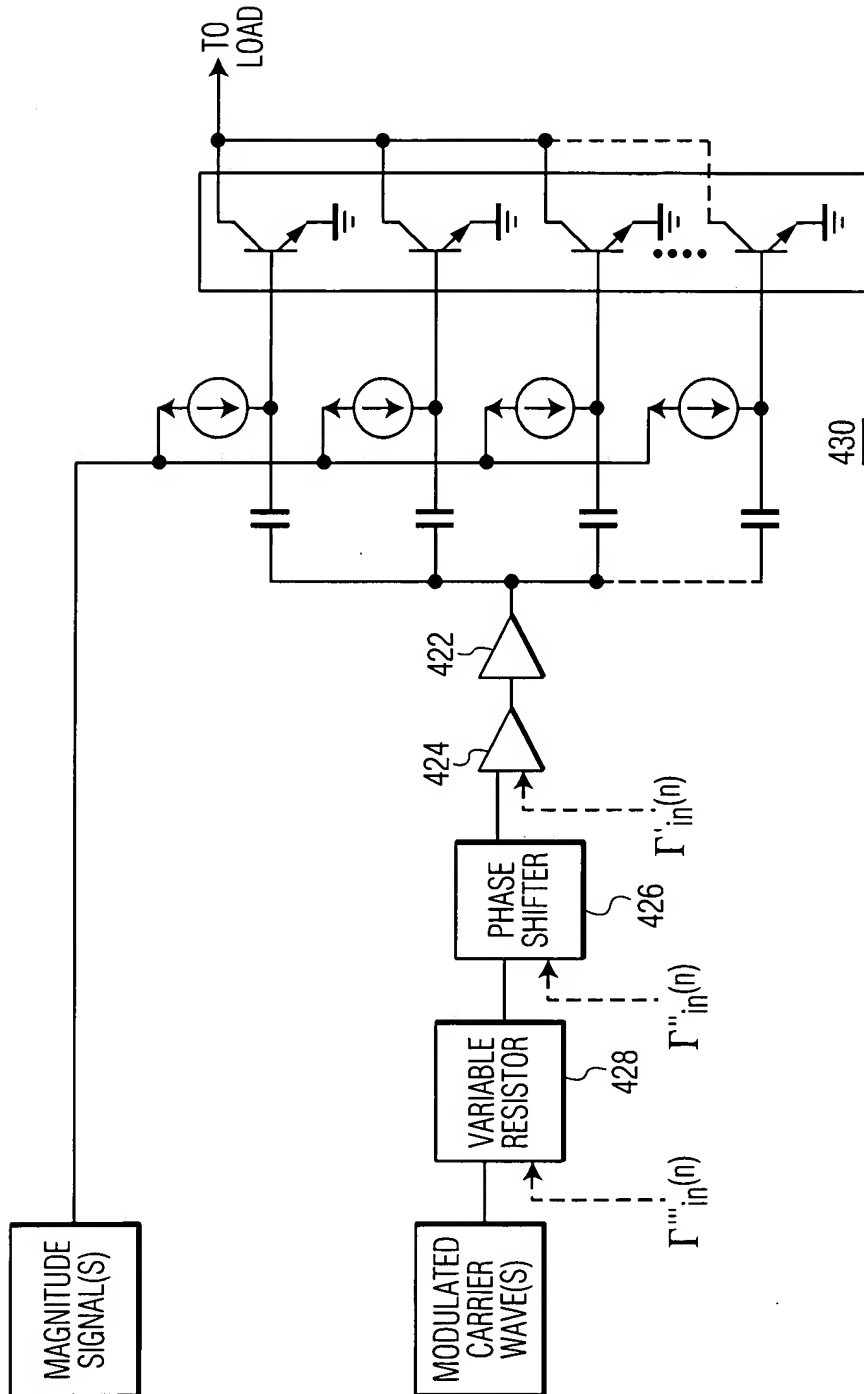 MAGNITUDE
SIGNAL(S)
TO
LOAD
MODULATED
CARRIER
WAVE(S)
VARIABLE
RESISTOR
428
PHASE
SHIFTER
426
424
422
430
Γ'''in(n)
Γ''in(n)
Γ'in(n)